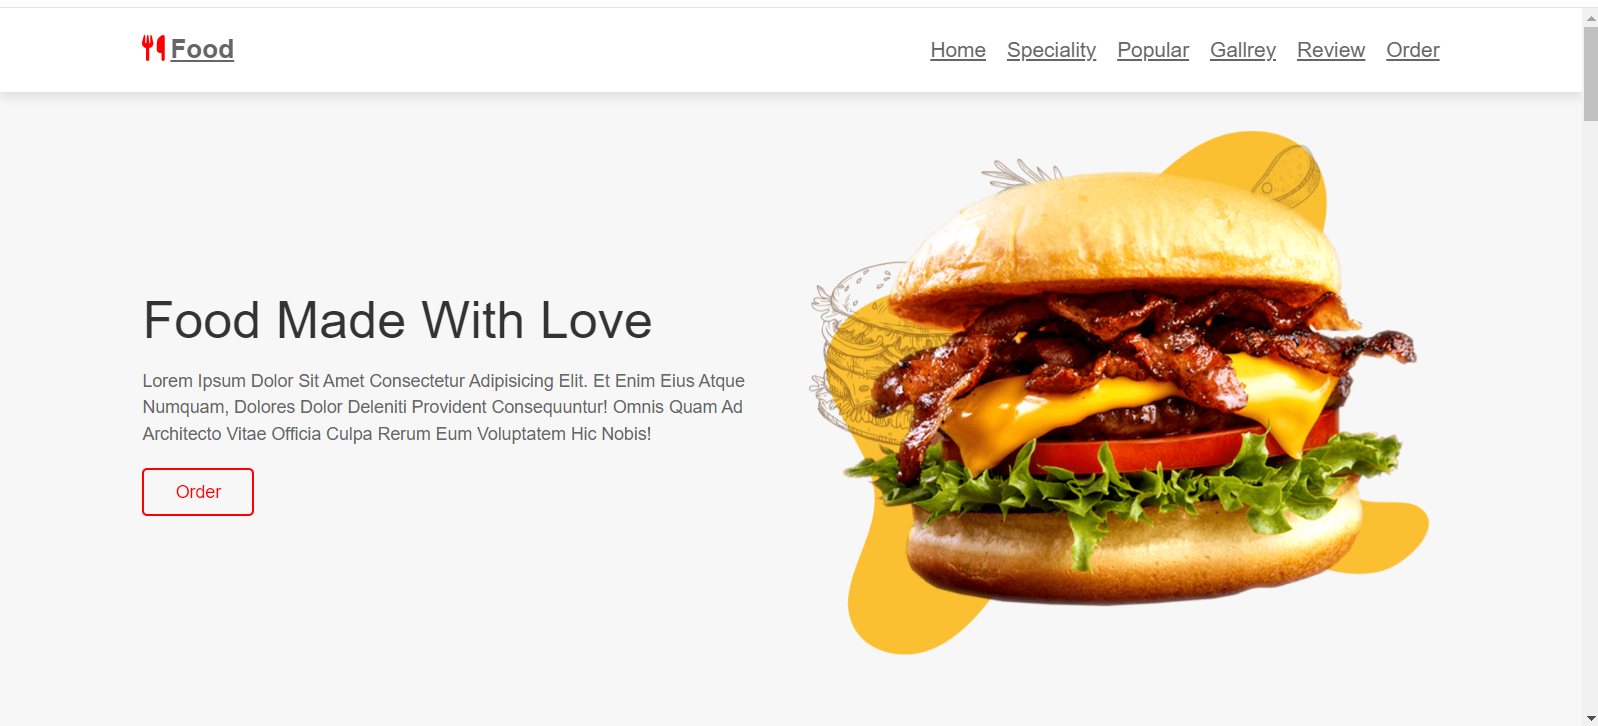 Food
Home Speciality Popular Gallrey Review Order
Food Made With Love
Lorem Ipsum Dolor Sit Amet Consectetur Adipisicing Elit. Et Enim Eius Atque
Numquam, Dolores Dolor Deleniti Provident Consequuntur! Omnis Quam Ad
Architecto Vitae Officia Culpa Rerum Eum Voluptatem Hic Nobis!
Order